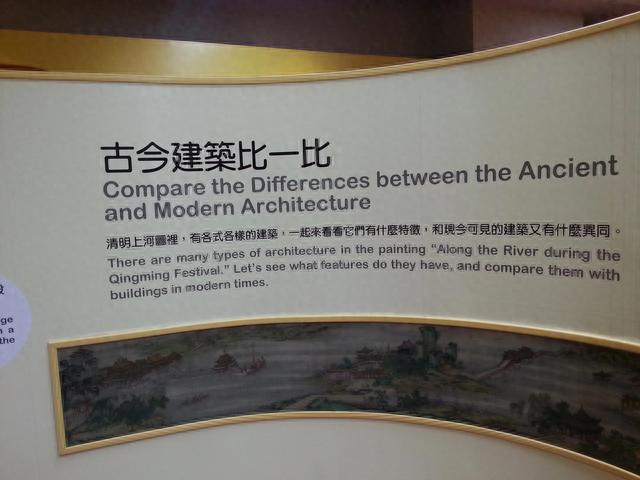 古今建築比一比
Compare the Differences between the Ancient
and Modern Architecture
清明上河圖裡，有各式各樣的建築，一起來看看它們有什麼特徵，和現今可見的建築又有什麼異同。
There are many types of architecture in the painting “Along the River during the
Qingming Festival.” Let’s see what features do they have, and compare them with
buildings in modern times.
ge
n a
the